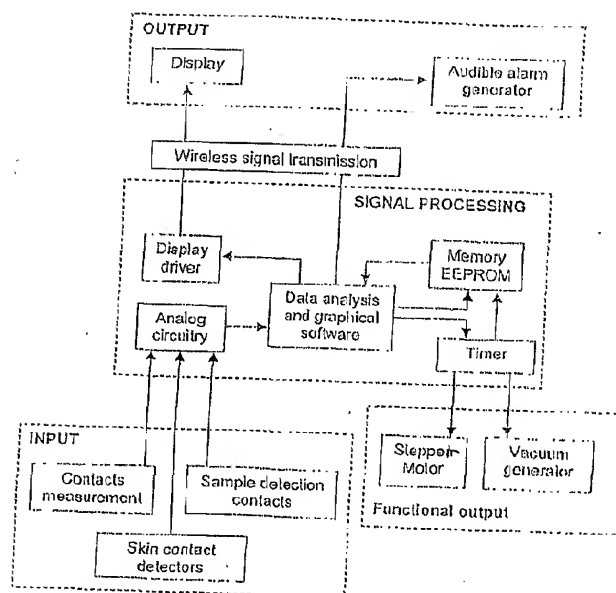 OUTPUT
Display
Audible alarm
generator
Wireless signal transmission
SIGNAL PROCESSING
Display
driver
Memory
EEPROM
Data analysis
and graphical
software
Analog
circuitry
Timer
INPUT
Contacts
measurement
Sample detection
contacts
Skin contact
detectors
Stepper
Motor
Vacuum
generator
Functional output